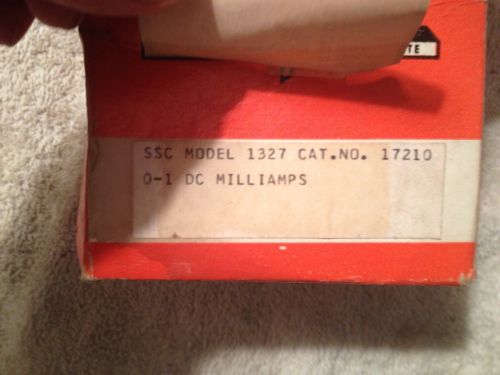 SSC MODEL 1327 CAT.NO. 17210
0-1 DC MILLIAMPS